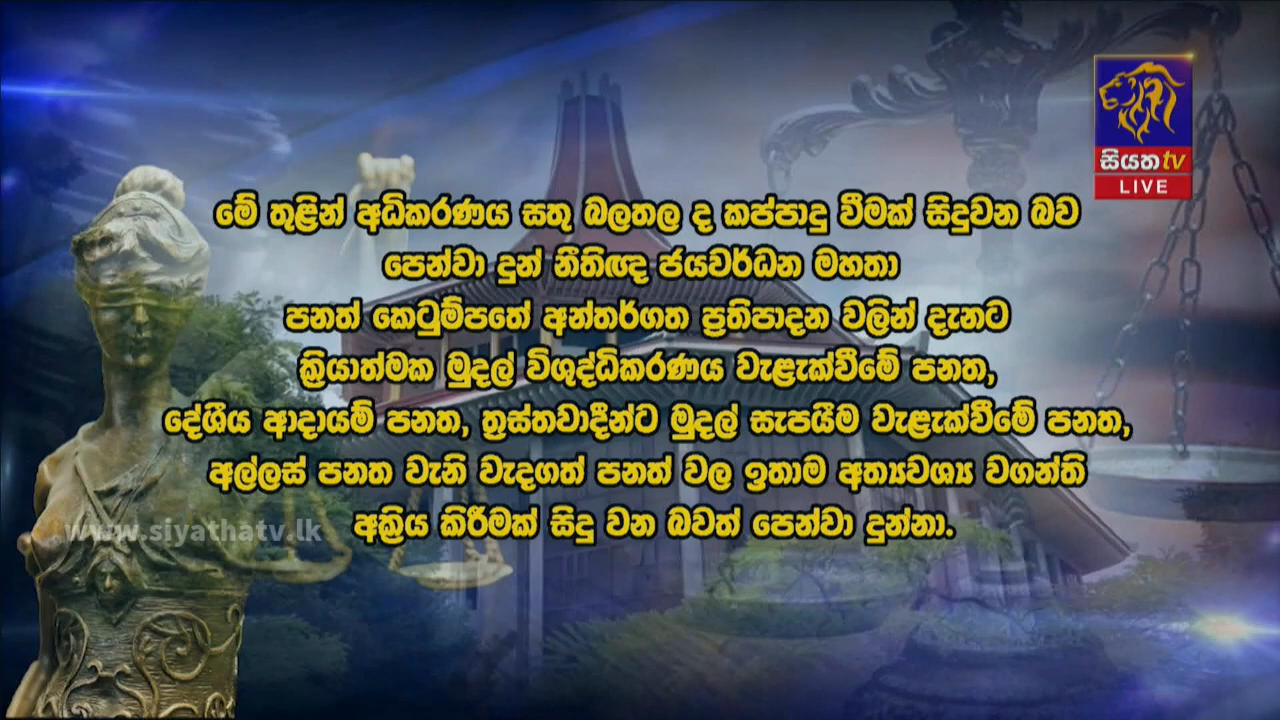 සියත tv
LIVE
මේ තුළින් අධිකරණය සතු බලතල ද කප්පාදු වීමක් සිදුවන බව
පෙන්වා දුන් නීතිඥ ජයවර්ධන මහතා
පනත් කෙටුම්පතේ අන්තර්ගත ප්‍රතිපාදන වලින් දැනට
ක්‍රියාත්මක මුදල් විශුද්ධිකරණය වැළැක්වීමේ පනත,
දේශීය ආදායම් පනත, ත්‍රස්තවාදීන්ට මුදල් සැපයීම වැළැක්වීමේ පනත,
අල්ලස් පනත වැනි වැදගත් පනත් වල ඉතාම අත්‍යවශ්‍ය වගන්ති
අක්‍රිය කිරීමක් සිදු වන බවත් පෙන්වා දුන්නා.
www.siyathatv.lk